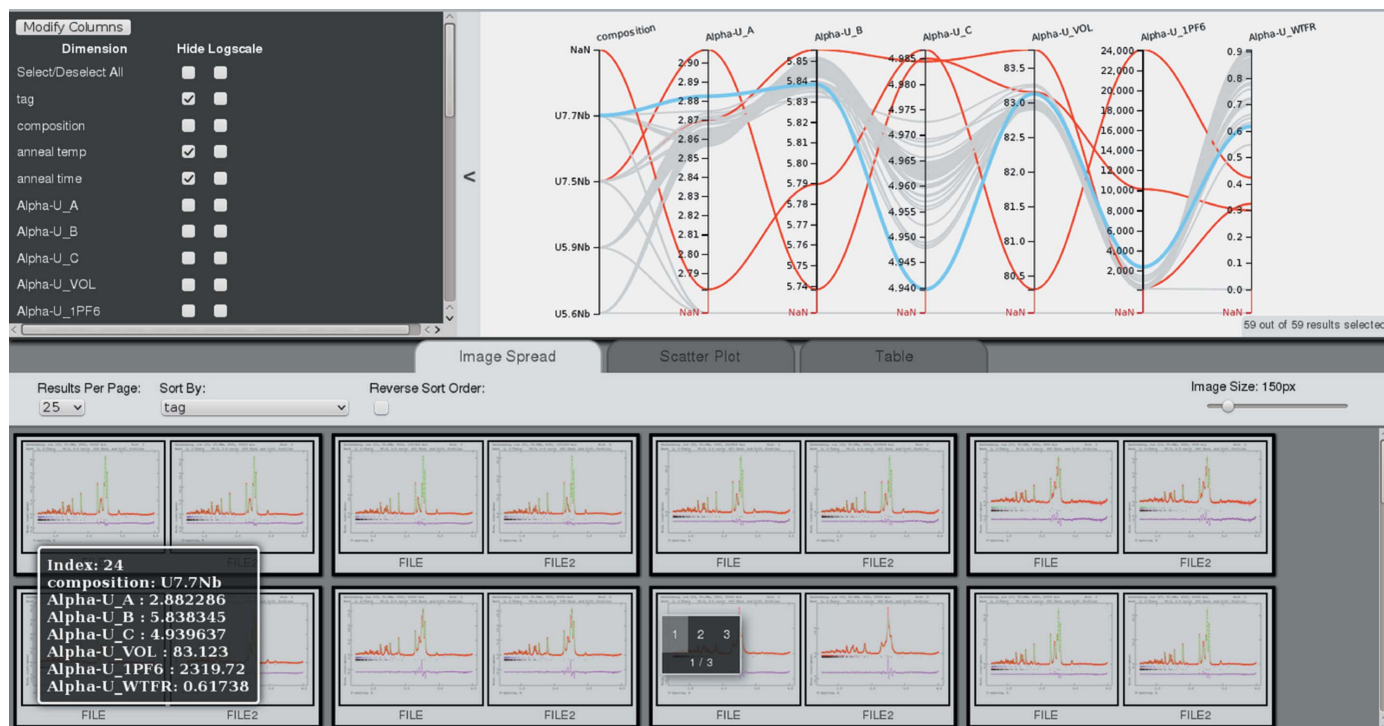 Modify Columns
Dimension Hide Logscale
Select/Deselect All
tag
composition
anneal temp
anneal time
Alpha-U_A
Alpha-U_B
Alpha-U_C
Alpha-U_VOL
Alpha-U_1PF6
<
composition Alpha-U_A Alpha-U_B Alpha-U_C Alpha-U_VOL Alpha-U_1PF6 Alpha-U_WTFR
NaN
U7.7Nb
U7.5Nb
U5.9Nb
U5.6Nb
2.90
2.89
2.88
2.87
2.86
2.85
2.84
2.83
2.82
2.81
2.80
2.79
NaN
5.85
5.84
5.83
5.82
5.81
5.80
5.79
5.78
5.77
5.76
5.75
5.74
NaN
4.985
4.980
4.975
4.970
4.965
4.960
4.955
4.950
4.945
4.940
NaN
83.5
83.0
82.5
82.0
81.5
81.0
80.5
NaN
24,000
22,000
20,000
18,000
16,000
14,000
12,000
10,000
8,000
6,000
4,000
2,000
NaN
0.9
0.8
0.7
0.6
0.5
0.4
0.3
0.2
0.1
0.0
NaN
59 out of 59 results selected
Image Spread Scatter Plot Table
Results Per Page: Sort By: Reverse Sort Order: Image Size: 150px
25 tag
FILE FILE2 FILE FILE2 FILE FILE2 FILE FILE2
Index: 24
composition: U7.7Nb
Alpha-U_A : 2.882286
Alpha-U_B : 5.838345
Alpha-U_C : 4.939637
Alpha-U_VOL : 83.123
Alpha-U_1PF6 : 2319.72
Alpha-U_WTFR: 0.61738
1 2 3
1 / 3
FILE FILE2 FILE FILE2 FILE FILE2 FILE FILE2